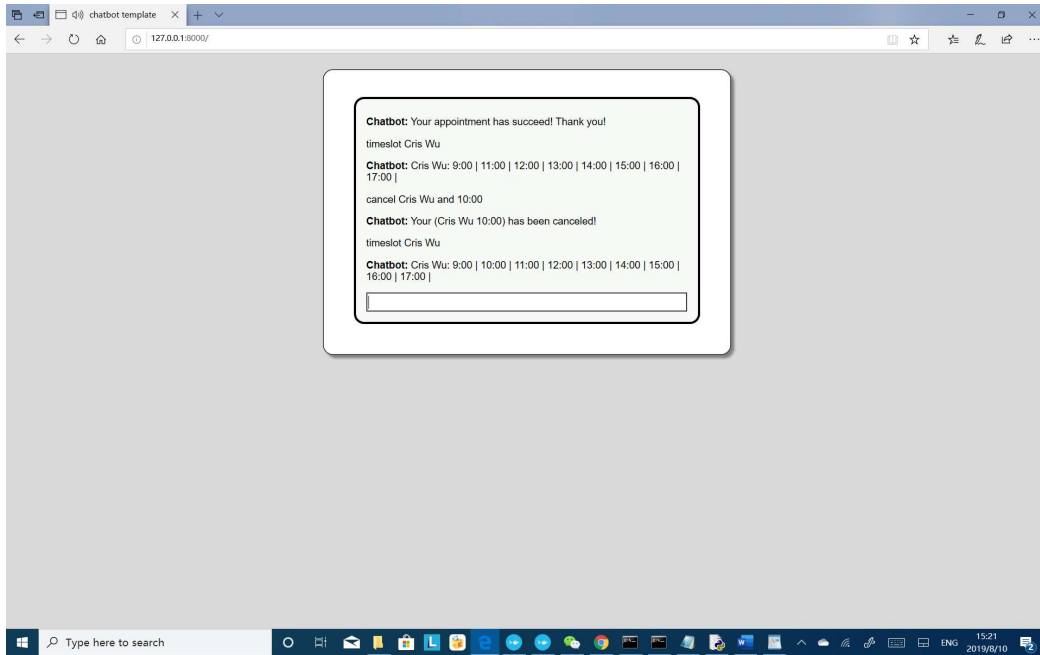 chatbot template
127.0.0.1:8000/
Chatbot: Your appointment has succeed! Thank you!
timeslot Cris Wu
Chatbot: Cris Wu: 9:00 | 11:00 | 12:00 | 13:00 | 14:00 | 15:00 | 16:00 |
17:00 |
cancel Cris Wu and 10:00
Chatbot: Your (Cris Wu 10:00) has been canceled!
timeslot Cris Wu
Chatbot: Cris Wu: 9:00 | 10:00 | 11:00 | 12:00 | 13:00 | 14:00 | 15:00 |
16:00 | 17:00 |
Type here to search
ENG
15:21
2019/8/10